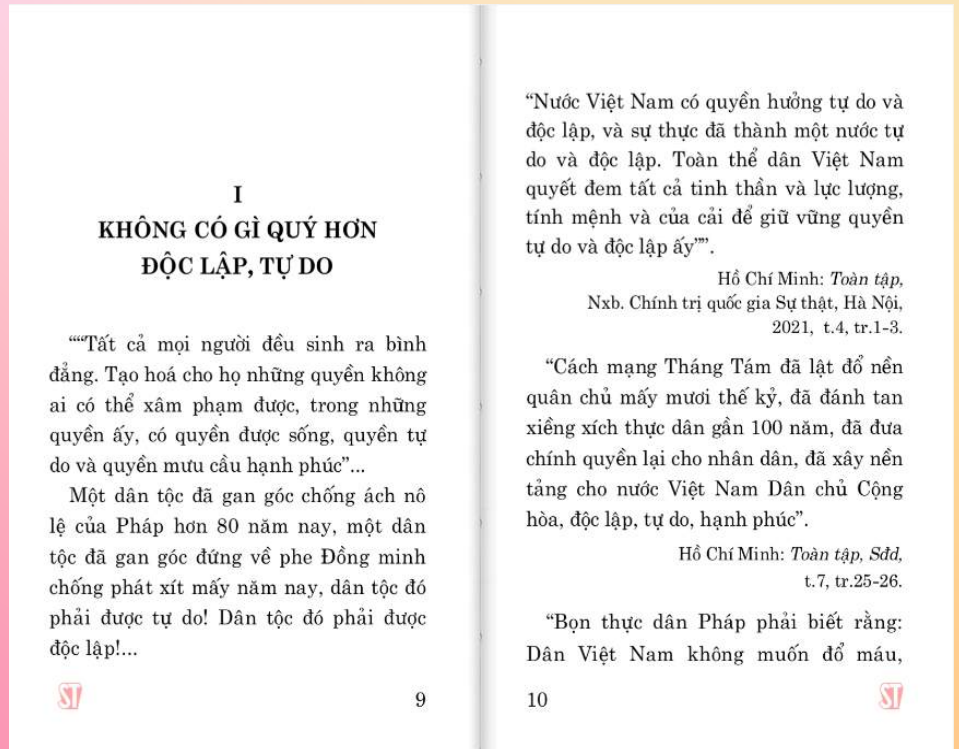 I
KHÔNG CÓ GÌ QUÝ HƠN
ĐỘC LẬP, TỰ DO
““Tất cả mọi người đều sinh ra bình
đẳng. Tạo hoá cho họ những quyền không
ai có thể xâm phạm được, trong những
quyền ấy, có quyền được sống, quyền tự
do và quyền mưu cầu hạnh phúc”...
Một dân tộc đã gan góc chống ách nô
lệ của Pháp hơn 80 năm nay, một dân
tộc đã gan góc đứng về phe Đồng minh
chống phát xít mấy năm nay, dân tộc đó
phải được tự do! Dân tộc đó phải được
độc lập!...
ST
9
“Nước Việt Nam có quyền hưởng tự do và
độc lập, và sự thực đã thành một nước tự
do và độc lập. Toàn thể dân Việt Nam
quyết đem tất cả tinh thần và lực lượng,
tính mệnh và của cải để giữ vững quyền
tự do và độc lập ấy””.
Hồ Chí Minh: Toàn tập,
Nxb. Chính trị quốc gia Sự thật, Hà Nội,
2021, t.4, tr.1-3.
“Cách mạng Tháng Tám đã lật đổ nền
quân chủ mấy mươi thế kỷ, đã đánh tan
xiềng xích thực dân gần 100 năm, đã đưa
chính quyền lại cho nhân dân, đã xây nền
tảng cho nước Việt Nam Dân chủ Cộng
hòa, độc lập, tự do, hạnh phúc”.
Hồ Chí Minh: Toàn tập, Sđd,
t.7, tr.25-26.
“Bọn thực dân Pháp phải biết rằng:
Dân Việt Nam không muốn đổ máu,
10
ST